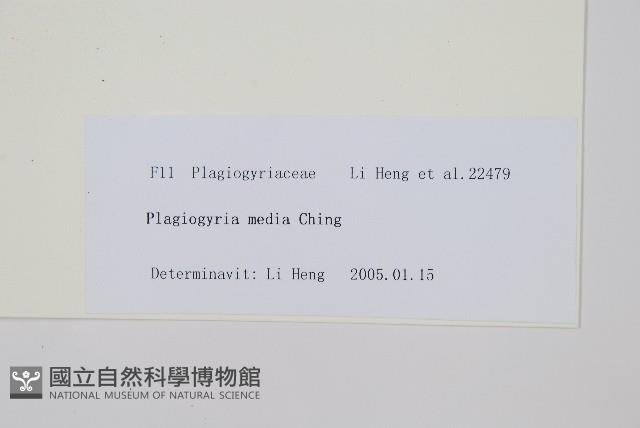 F11 Plagiogyriaceae Li Heng et al.22479
Plagiogyria media Ching
Determinavit: Li Heng 2005.01.15
國立自然科學博物館
NATIONAL MUSEUM OF NATURAL SCIENCE